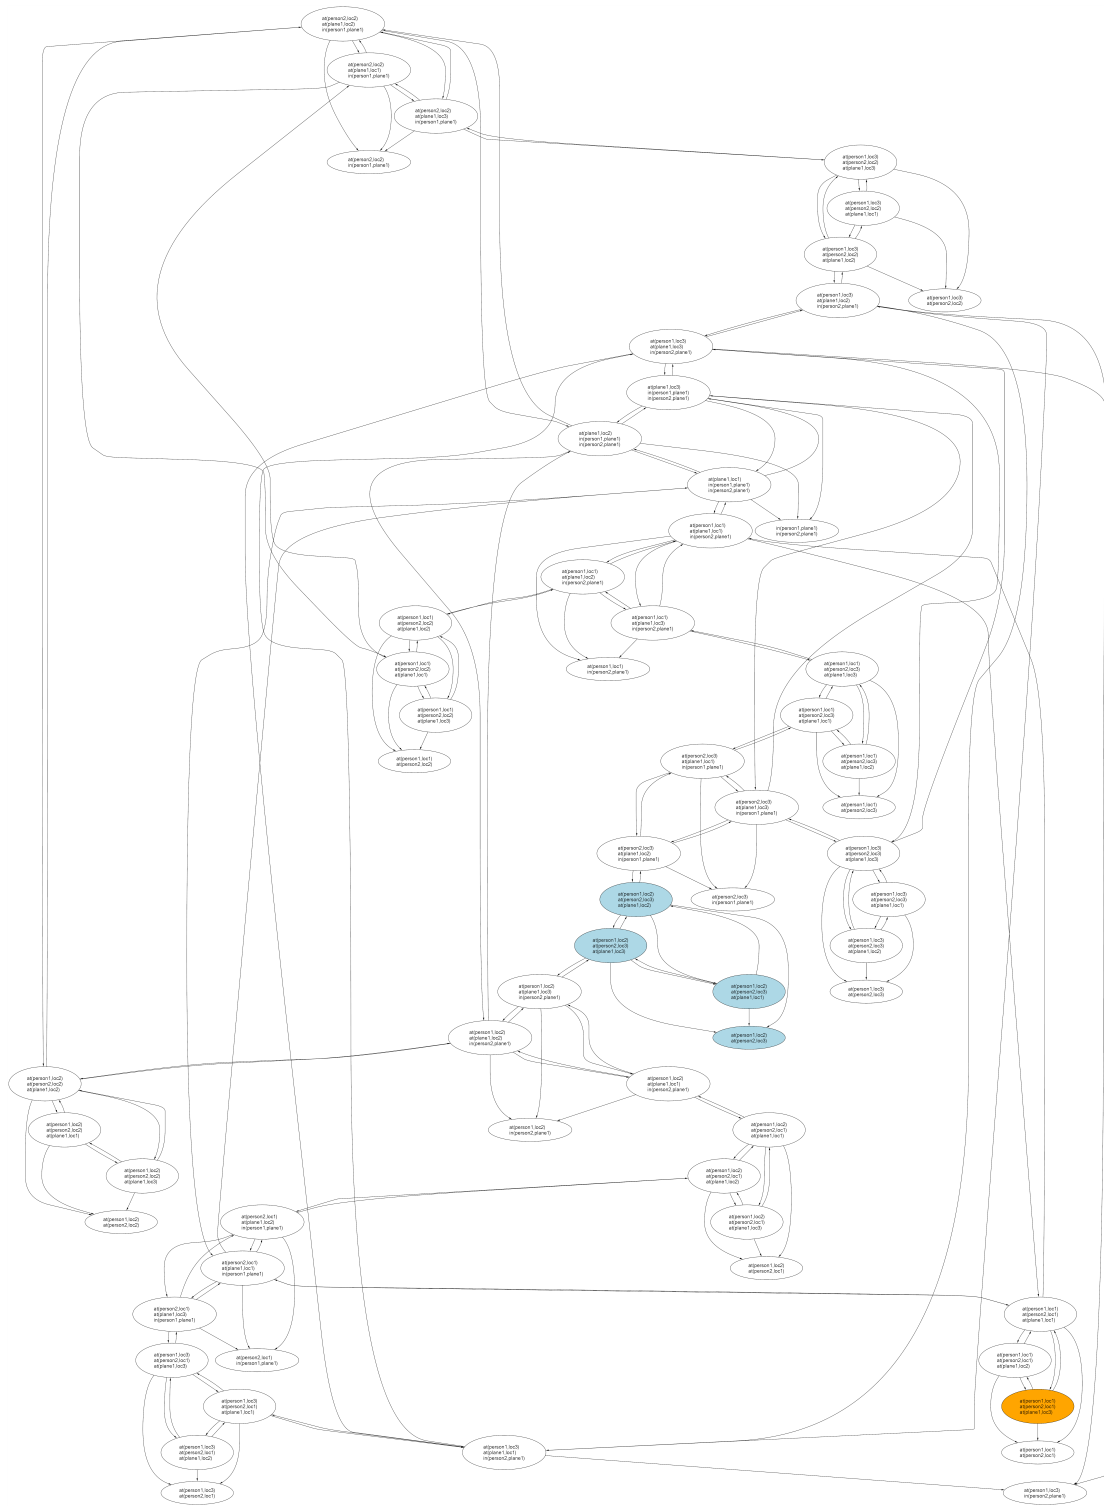 at(person2,loc2)
at(plane1,loc2)
in(person1,plane1)
at(person2,loc2)
at(plane1,loc1)
in(person1,plane1)
at(person2,loc2)
at(plane1,loc3)
in(person1,plane1)
at(person2,loc2)
in(person1,plane1)
at(person1,loc3)
at(person2,loc2)
at(plane1,loc3)
at(person1,loc3)
at(person2,loc2)
at(plane1,loc1)
at(person1,loc3)
at(person2,loc2)
at(plane1,loc2)
at(person1,loc3)
at(plane1,loc2)
in(person2,plane1)
at(person1,loc3)
at(person2,loc2)
at(person1,loc3)
at(plane1,loc3)
in(person2,plane1)
at(plane1,loc3)
in(person1,plane1)
in(person2,plane1)
at(plane1,loc2)
in(person1,plane1)
in(person2,plane1)
at(plane1,loc1)
in(person1,plane1)
in(person2,plane1)
at(person1,loc1)
at(plane1,loc1)
in(person2,plane1)
in(person1,plane1)
in(person2,plane1)
at(person1,loc1)
at(plane1,loc2)
in(person2,plane1)
at(person1,loc1)
at(person2,loc2)
at(plane1,loc2)
at(person1,loc1)
at(plane1,loc3)
in(person2,plane1)
at(person1,loc1)
at(person2,loc2)
at(plane1,loc1)
at(person1,loc1)
in(person2,plane1)
at(person1,loc1)
at(person2,loc3)
at(plane1,loc3)
at(person1,loc1)
at(person2,loc2)
at(plane1,loc3)
at(person1,loc1)
at(person2,loc3)
at(plane1,loc1)
at(person1,loc1)
at(person2,loc2)
at(person2,loc3)
at(plane1,loc1)
in(person1,plane1)
at(person1,loc1)
at(person2,loc3)
at(plane1,loc2)
at(person2,loc3)
at(plane1,loc3)
in(person1,plane1)
at(person1,loc1)
at(person2,loc3)
at(person2,loc3)
at(plane1,loc2)
in(person1,plane1)
at(person1,loc3)
at(person2,loc3)
at(plane1,loc3)
at(person1,loc2)
at(person2,loc3)
at(plane1,loc2)
at(person2,loc3)
in(person1,plane1)
at(person1,loc3)
at(person2,loc3)
at(plane1,loc1)
at(person1,loc2)
at(person2,loc3)
at(plane1,loc3)
at(person1,loc3)
at(person2,loc3)
at(plane1,loc2)
at(person1,loc2)
at(plane1,loc3)
in(person2,plane1)
at(person1,loc2)
at(person2,loc3)
at(plane1,loc1)
at(person1,loc3)
at(person2,loc3)
at(person1,loc2)
at(plane1,loc2)
in(person2,plane1)
at(person1,loc2)
at(person2,loc3)
at(person1,loc2)
at(person2,loc2)
at(plane1,loc2)
at(person1,loc2)
at(plane1,loc1)
in(person2,plane1)
at(person1,loc2)
at(person2,loc2)
at(plane1,loc1)
at(person1,loc2)
in(person2,plane1)
at(person1,loc2)
at(person2,loc1)
at(plane1,loc1)
at(person1,loc2)
at(person2,loc2)
at(plane1,loc3)
at(person1,loc2)
at(person2,loc1)
at(plane1,loc2)
at(person1,loc2)
at(person2,loc2)
at(person2,loc1)
at(plane1,loc2)
in(person1,plane1)
at(person1,loc2)
at(person2,loc1)
at(plane1,loc3)
at(person2,loc1)
at(plane1,loc1)
in(person1,plane1)
at(person1,loc2)
at(person2,loc1)
at(person2,loc1)
at(plane1,loc3)
in(person1,plane1)
at(person1,loc1)
at(person2,loc1)
at(plane1,loc1)
at(person1,loc3)
at(person2,loc1)
at(plane1,loc3)
at(person2,loc1)
in(person1,plane1)
at(person1,loc1)
at(person2,loc1)
at(plane1,loc2)
at(person1,loc3)
at(person2,loc1)
at(plane1,loc1)
at(person1,loc1)
at(person2,loc1)
at(plane1,loc3)
at(person1,loc3)
at(person2,loc1)
at(plane1,loc2)
at(person1,loc3)
at(plane1,loc1)
in(person2,plane1)
at(person1,loc1)
at(person2,loc1)
at(person1,loc3)
at(person2,loc1)
at(person1,loc3)
in(person2,plane1)